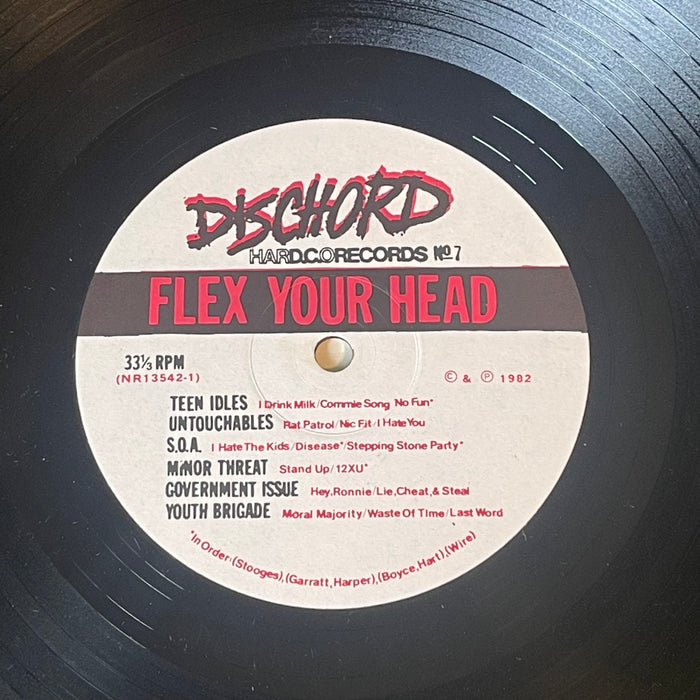 DISCHORD
HARD.C.ORECORDS №7
FLEX YOUR HEAD
33⅓ RPM
(NR13542-1)
© & ℗ 1982
TEEN IDLES I Drink Milk/Commie Song/No Fun*
UNTOUCHABLES Rat Patrol/Nic Fit/I Hate You
S.O.A. I Hate The Kids/Disease*/Stepping Stone Party*
MINOR THREAT Stand Up/12XU*
GOVERNMENT ISSUE Hey,Ronnie/Lie,Cheat,& Steal
YOUTH BRIGADE Moral Majority/Waste Of TIme/Last Word
*In Order:(Stooges),(Garratt,Harper),(Boyce,Hart),(Wire)